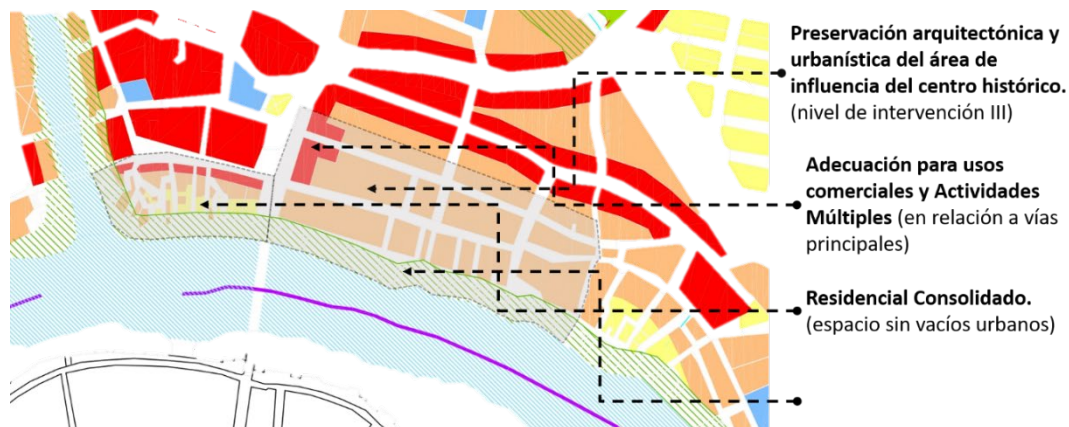 Preservación arquitectónica y
urbanística del área de
influencia del centro histórico.
(nivel de intervención III)
Adecuación para usos
comerciales y Actividades
Múltiples (en relación a vías
principales)
Residencial Consolidado.
(espacio sin vacíos urbanos)